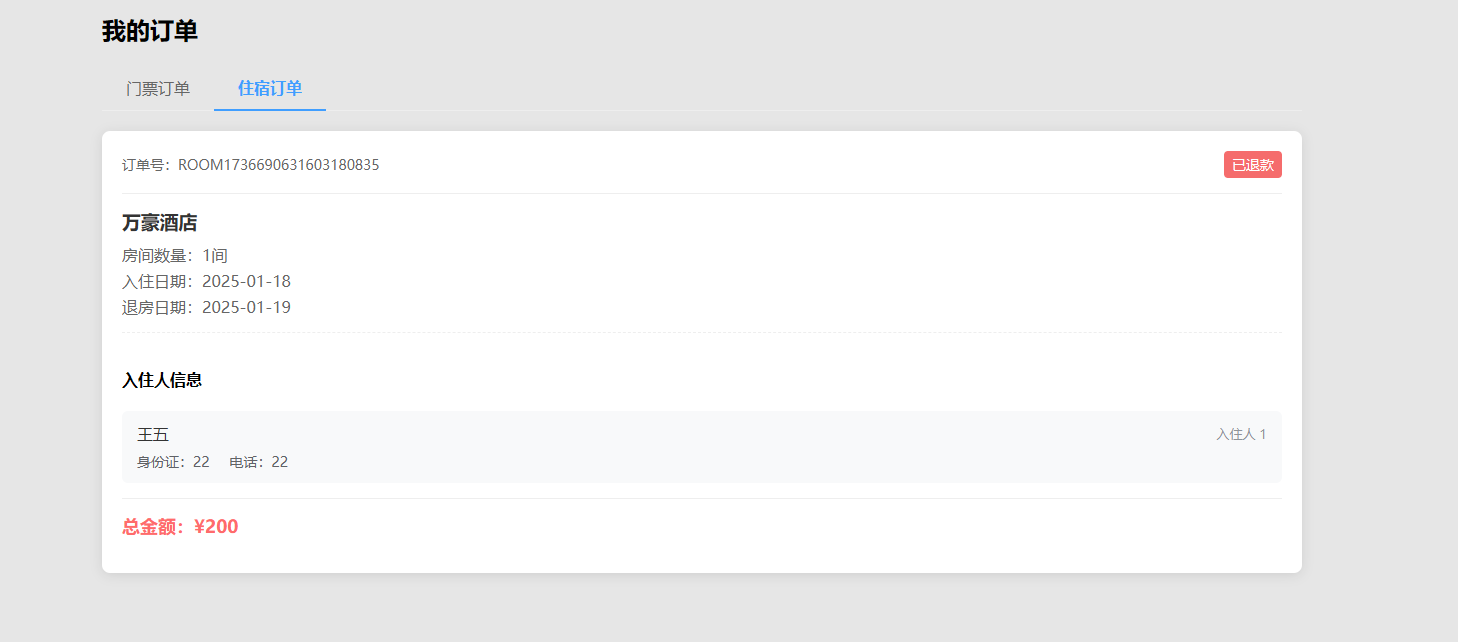 我的订单
门票订单 住宿订单
订单号：ROOM1736690631603180835 已退款
万豪酒店
房间数量：1间
入住日期：2025-01-18
退房日期：2025-01-19
入住人信息
王五 入住人 1
身份证：22 电话：22
总金额：¥200